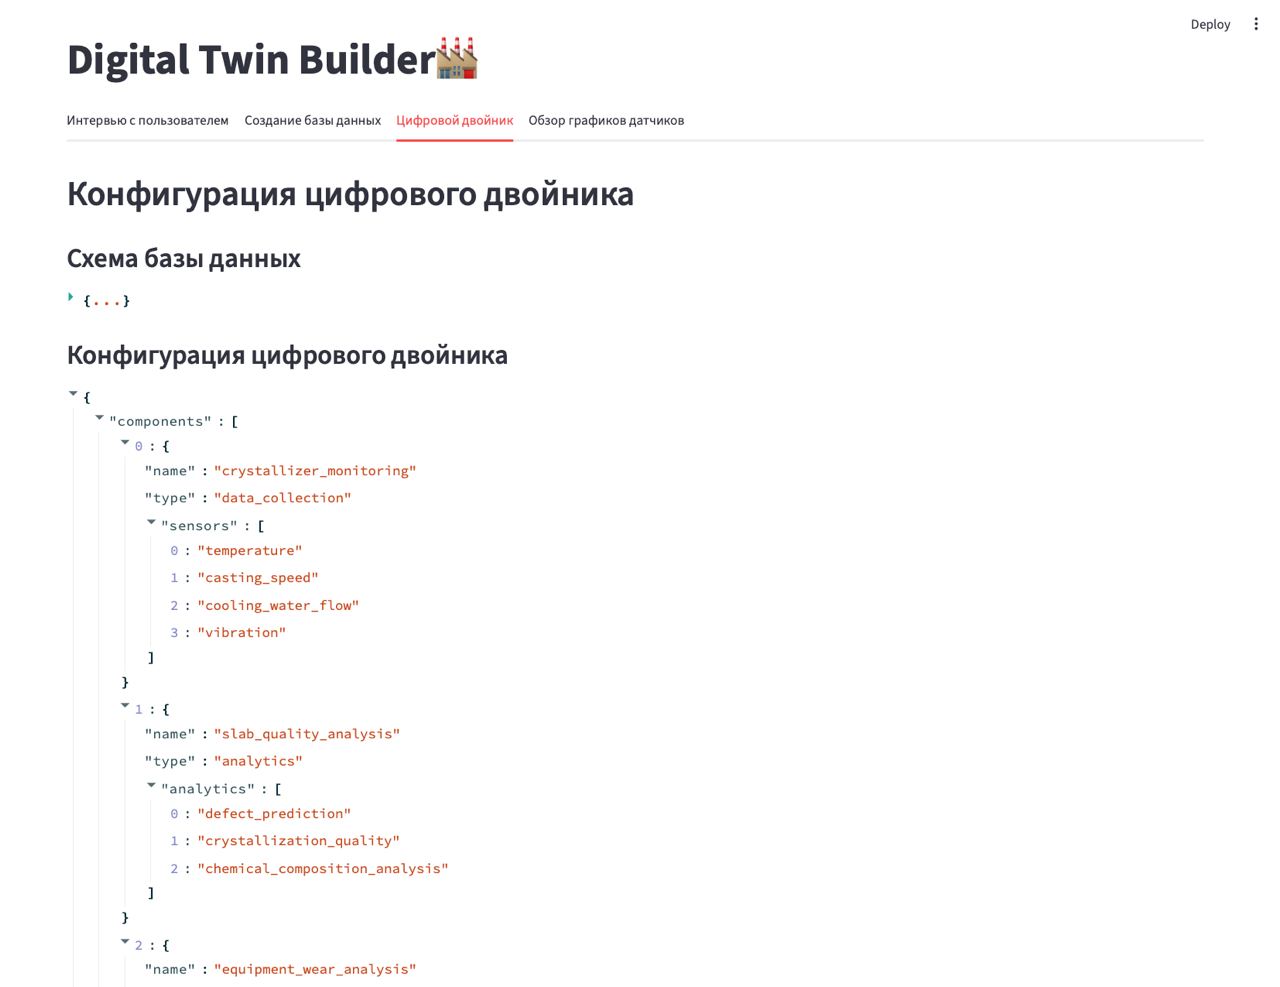 Deploy
Digital Twin Builder
Интервью с пользователем Создание базы данных Цифровой двойник Обзор графиков датчиков
Конфигурация цифрового двойника
Схема базы данных
{...}
Конфигурация цифрового двойника
{
"components" : [
0 : {
"name" : "crystallizer_monitoring"
"type" : "data_collection"
"sensors" : [
0 : "temperature"
1 : "casting_speed"
2 : "cooling_water_flow"
3 : "vibration"
]
}
1 : {
"name" : "slab_quality_analysis"
"type" : "analytics"
"analytics" : [
0 : "defect_prediction"
1 : "crystallization_quality"
2 : "chemical_composition_analysis"
]
}
2 : {
"name" : "equipment_wear_analysis"